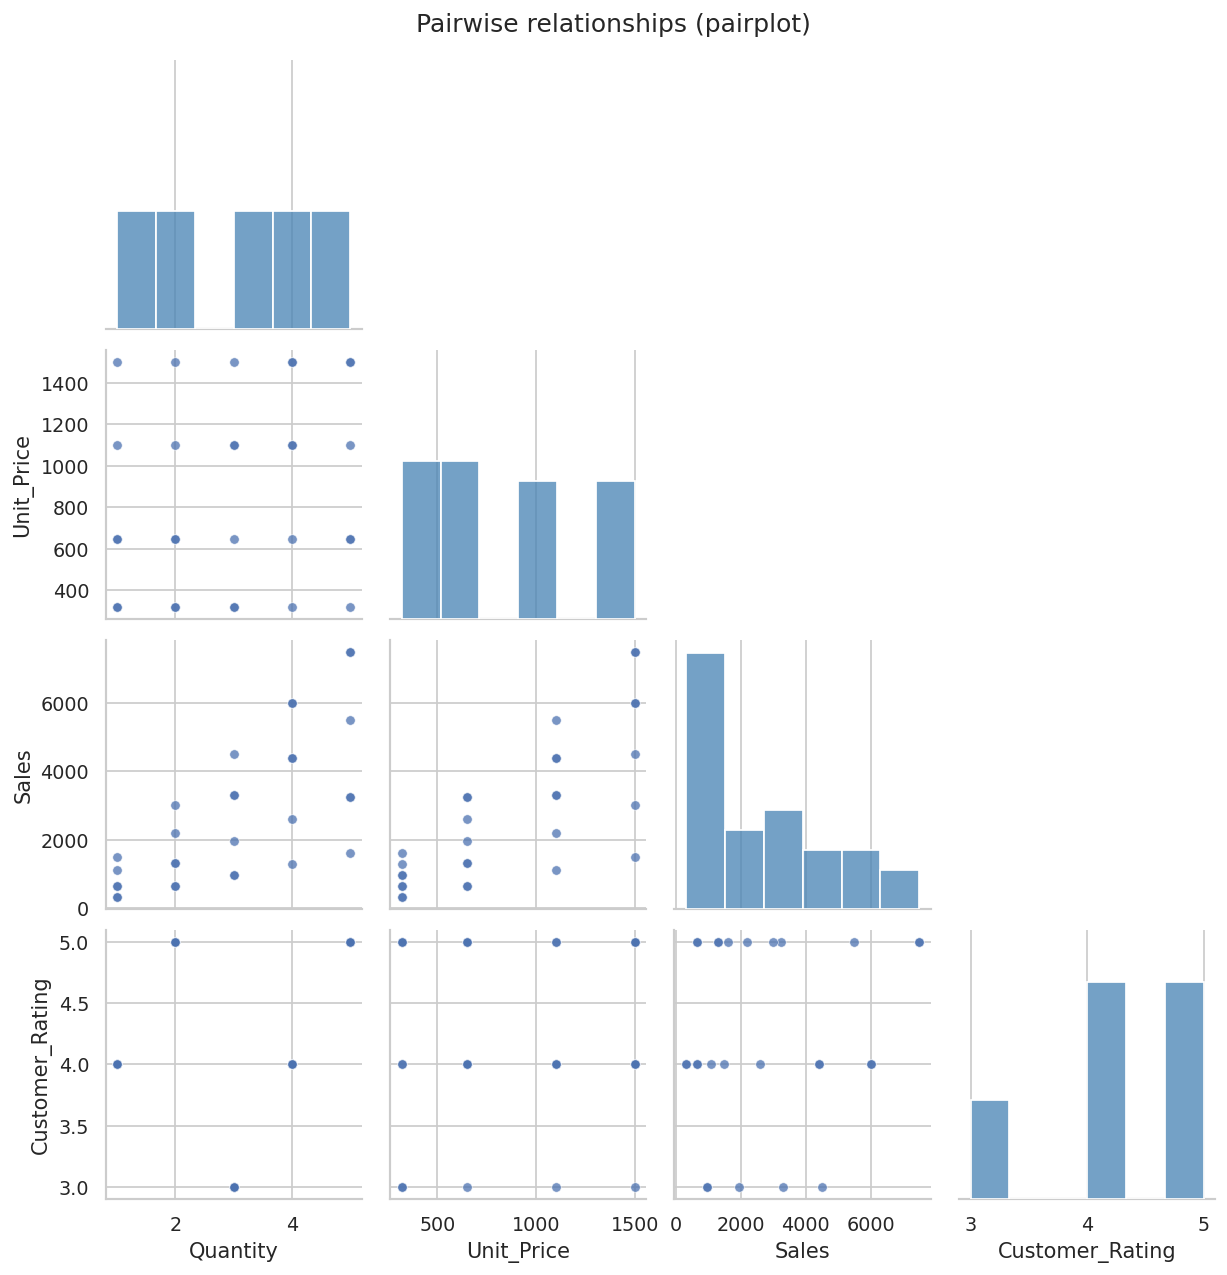 Pairwise relationships (pairplot)
1400
1200
1000
800
600
400
Unit_Price
6000
4000
2000
0
Sales
5.0
4.5
4.0
3.5
3.0
Customer_Rating
2 4
500 1000 1500
0 2000 4000 6000
3 4 5
Quantity
Unit_Price
Sales
Customer_Rating